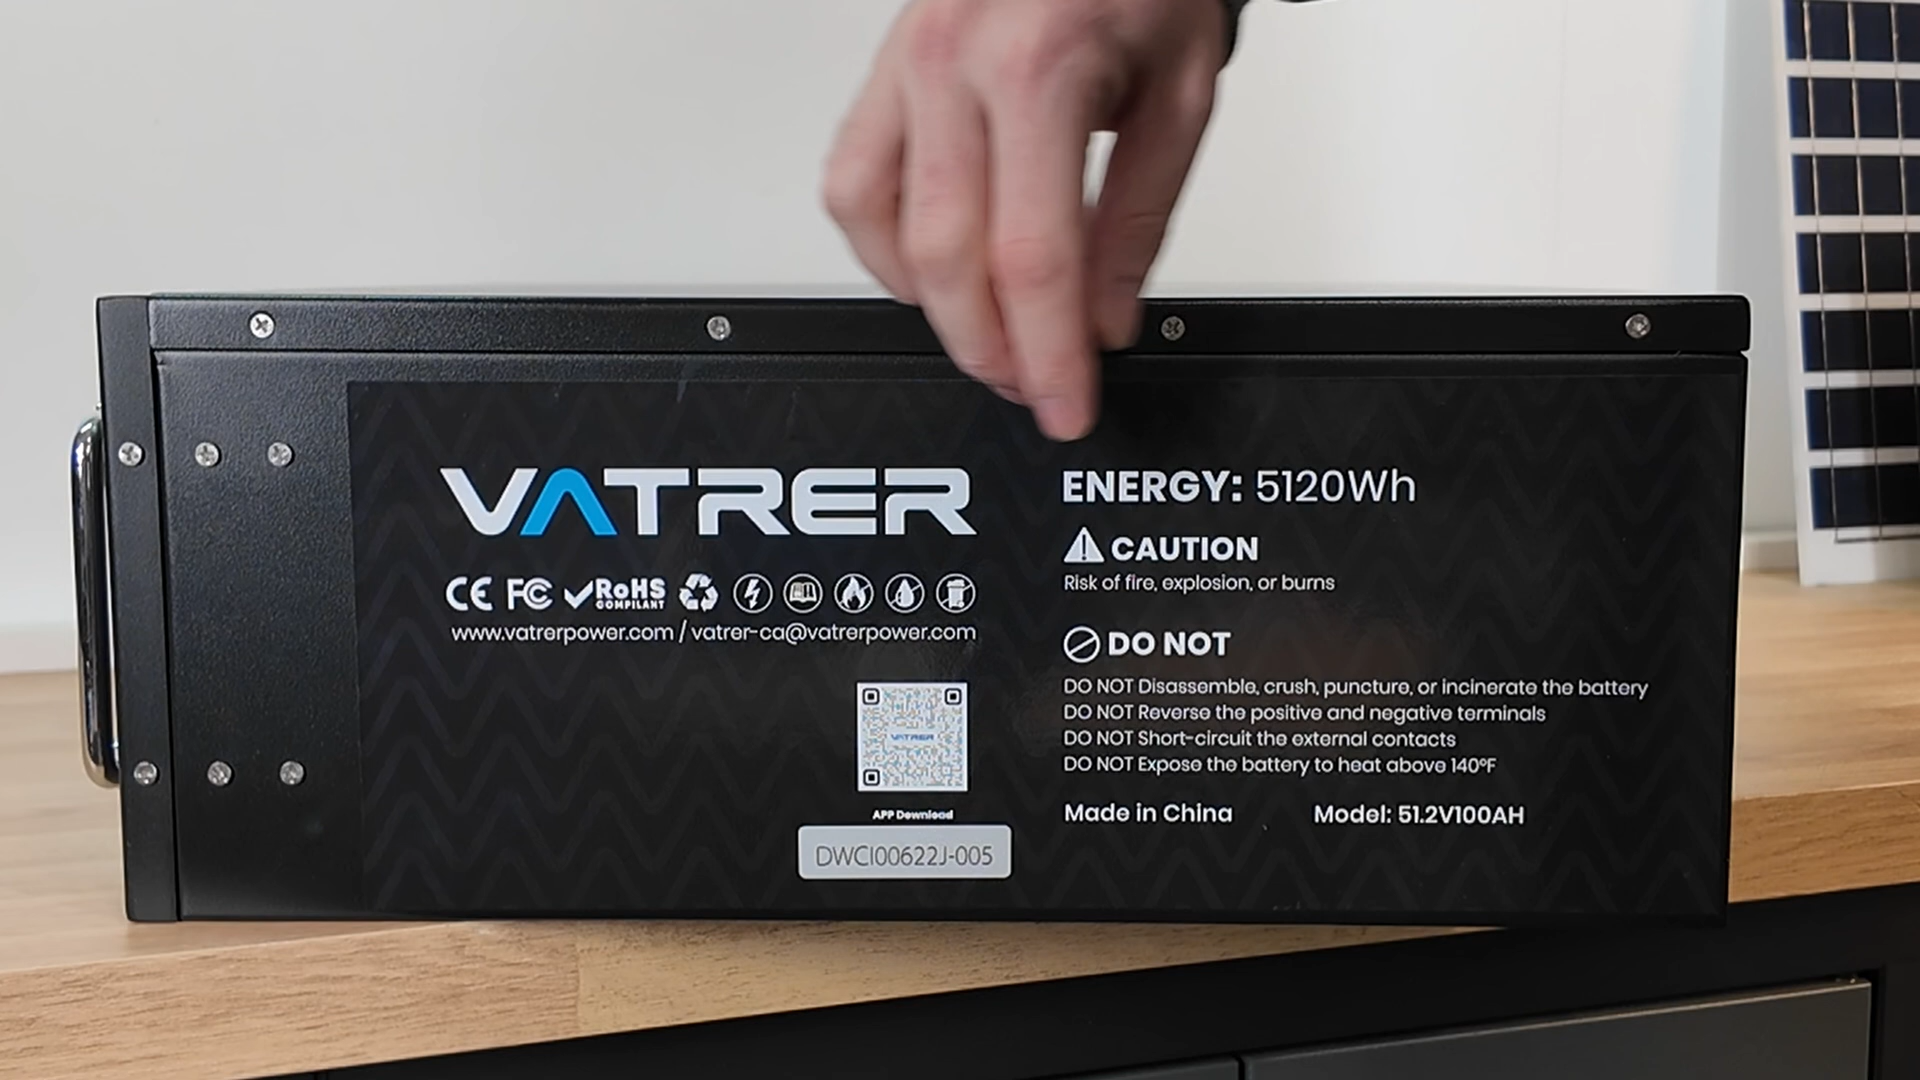 VATRER
CE FC RoHS
COMPILANT
www.vatrerpower.com / vatrer-ca@vatrerpower.com
VATRER
APP Download
DWCI00622J-005
ENERGY: 5120Wh
CAUTION
Risk of fire, explosion, or burns
DO NOT
DO NOT Disassemble, crush, puncture, or incinerate the battery
DO NOT Reverse the positive and negative terminals
DO NOT Short-circuit the external contacts
DO NOT Expose the battery to heat above 140°F
Made in China
Model: 51.2V100AH